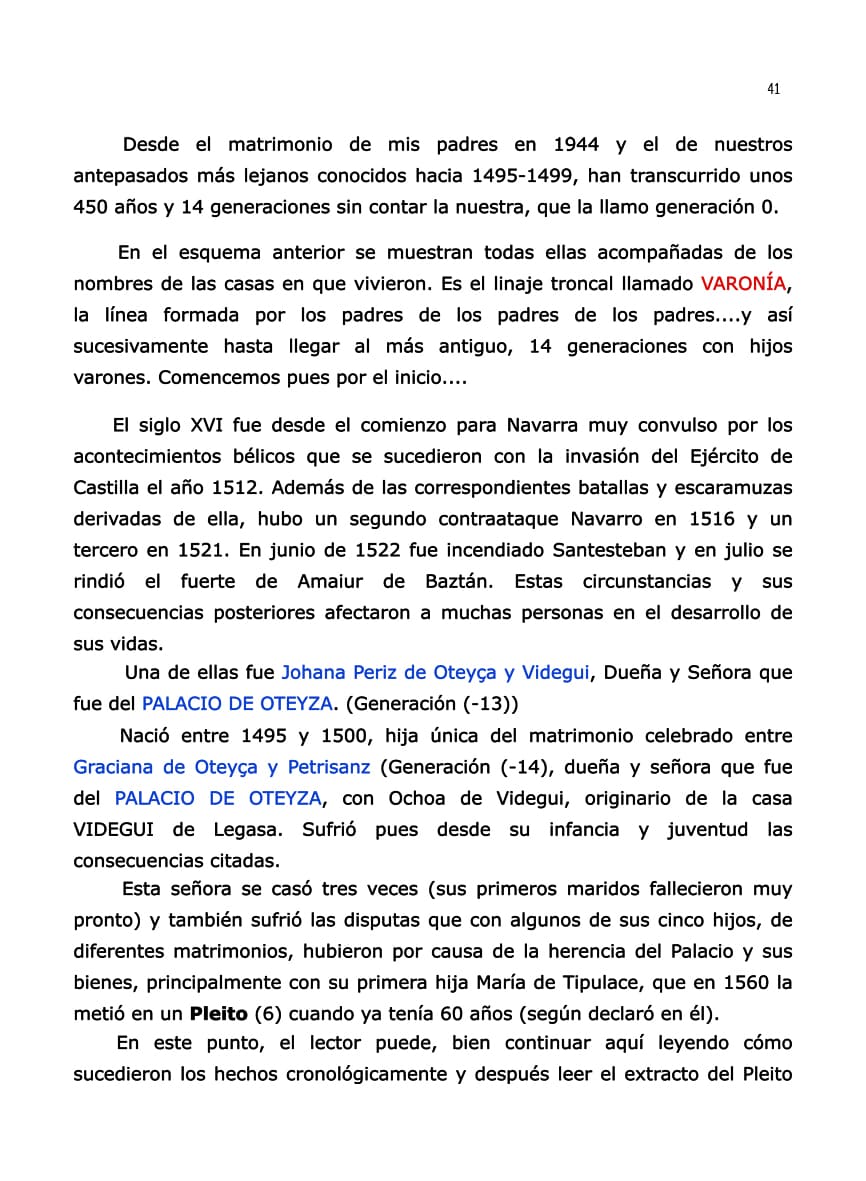 41
Desde el matrimonio de mis padres en 1944 y el de nuestros
antepasados más lejanos conocidos hacia 1495-1499, han transcurrido unos
450 años y 14 generaciones sin contar la nuestra, que la llamo generación 0.
En el esquema anterior se muestran todas ellas acompañadas de los
nombres de las casas en que vivieron. Es el linaje troncal llamado VARONÍA,
la línea formada por los padres de los padres de los padres....y así
sucesivamente hasta llegar al más antiguo, 14 generaciones con hijos
varones. Comencemos pues por el inicio....
El siglo XVI fue desde el comienzo para Navarra muy convulso por los
acontecimientos bélicos que se sucedieron con la invasión del Ejército de
Castilla el año 1512. Además de las correspondientes batallas y escaramuzas
derivadas de ella, hubo un segundo contraataque Navarro en 1516 y un
tercero en 1521. En junio de 1522 fue incendiado Santesteban y en julio se
rindió el fuerte de Amaiur de Baztán. Estas circunstancias y sus
consecuencias posteriores afectaron a muchas personas en el desarrollo de
sus vidas.
Una de ellas fue Johana Periz de Oteyça y Videgui, Dueña y Señora que
fue del PALACIO DE OTEYZA. (Generación (-13))
Nació entre 1495 y 1500, hija única del matrimonio celebrado entre
Graciana de Oteyça y Petrisanz (Generación (-14), dueña y señora que fue
del PALACIO DE OTEYZA, con Ochoa de Videgui, originario de la casa
VIDEGUI de Legasa. Sufrió pues desde su infancia y juventud las
consecuencias citadas.
Esta señora se casó tres veces (sus primeros maridos fallecieron muy
pronto) y también sufrió las disputas que con algunos de sus cinco hijos, de
diferentes matrimonios, hubieron por causa de la herencia del Palacio y sus
bienes, principalmente con su primera hija María de Tipulace, que en 1560 la
metió en un Pleito (6) cuando ya tenía 60 años (según declaró en él).
En este punto, el lector puede, bien continuar aquí leyendo cómo
sucedieron los hechos cronológicamente y después leer el extracto del Pleito